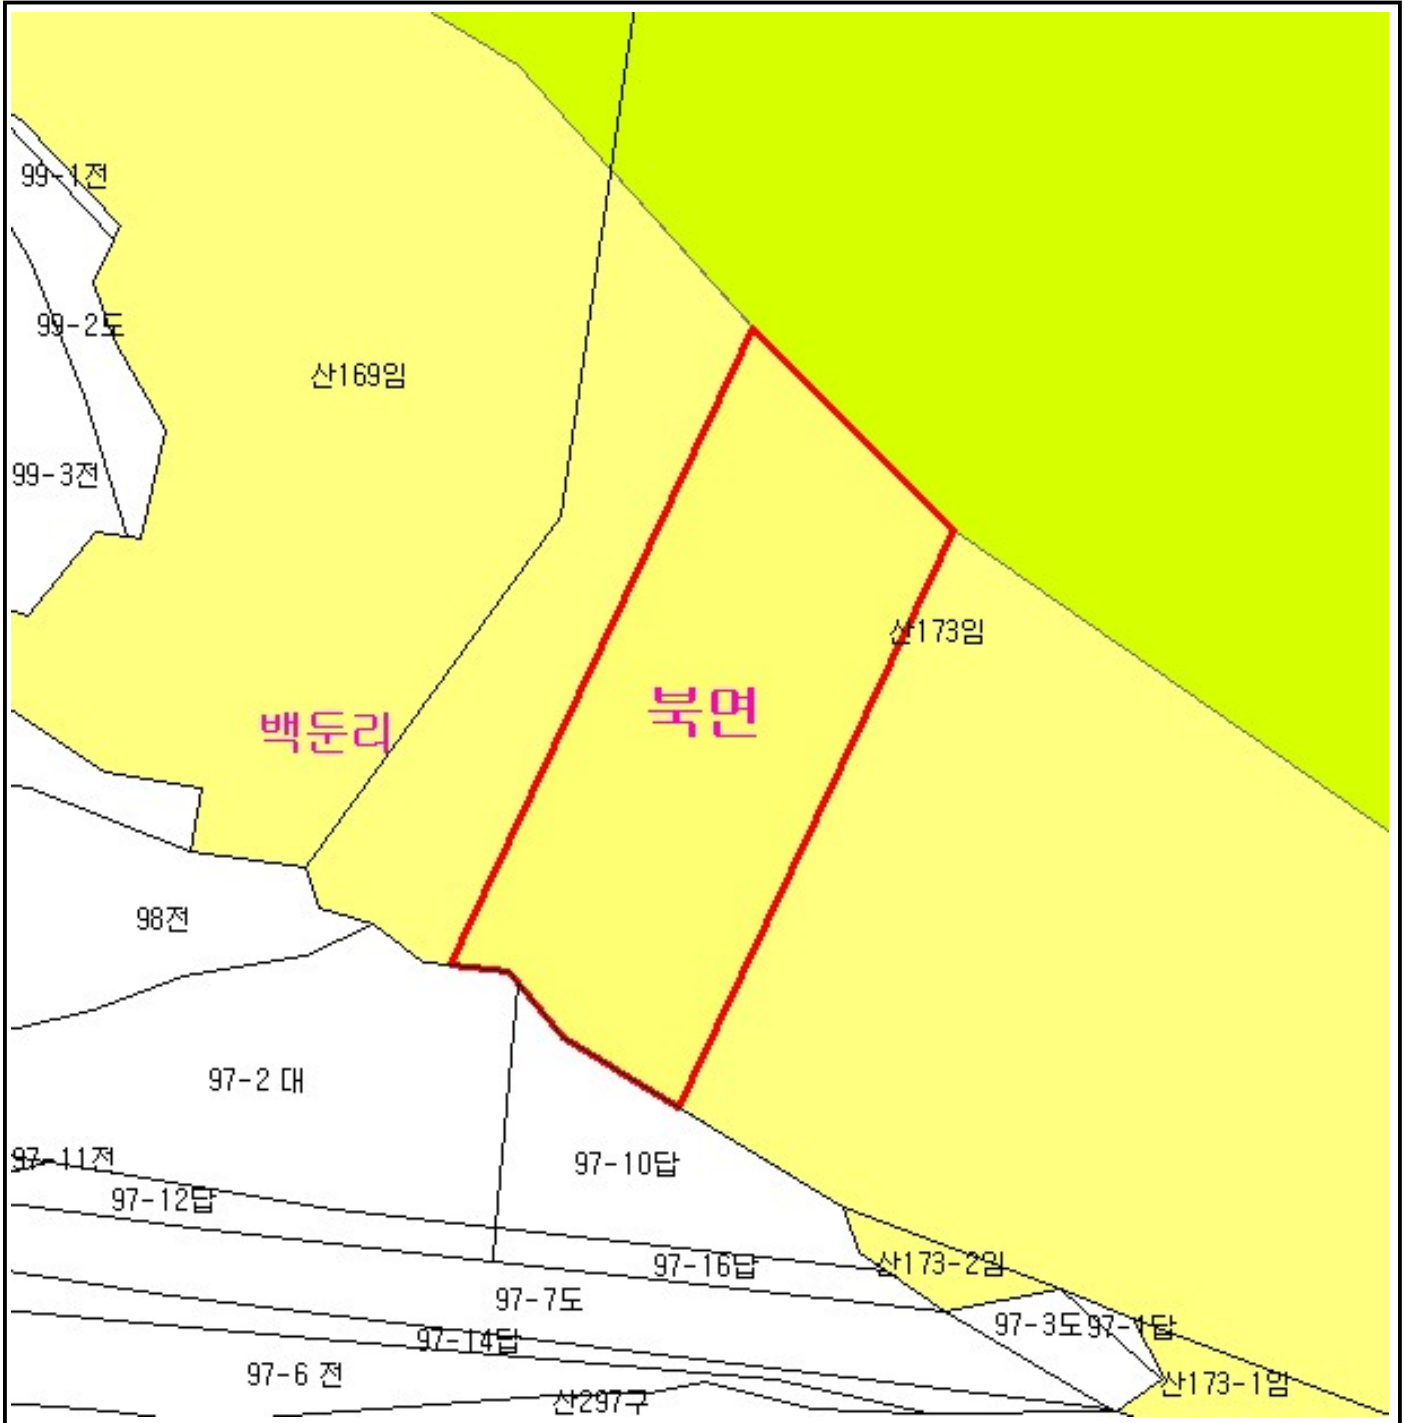 99-1전
99-2도
산169임
99-3전
산173임
북면
백둔리
98전
97-2 대
97-11전
97-10답
97-12답
97-16답
산173-2임
97-7도
97-3도
97-1답
97-14답
97-6 전
산173-1임
산297구